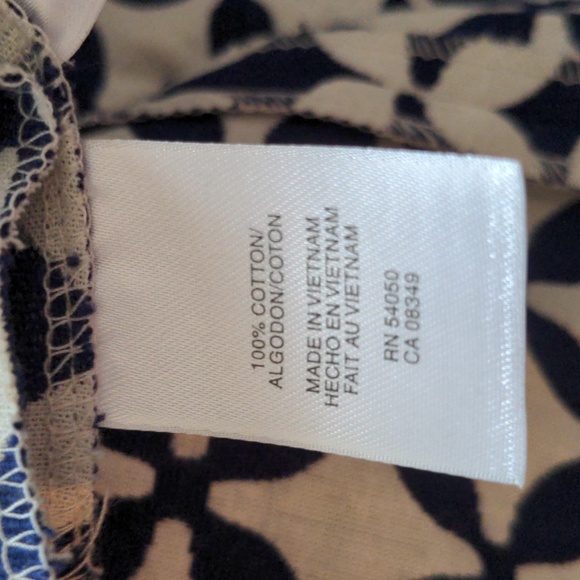 100% COTTON/
ALGODON/COTON
MADE IN VIETNAM
HECHO EN VIETNAM
FAIT AU VIETNAM
RN 54050
CA 08349